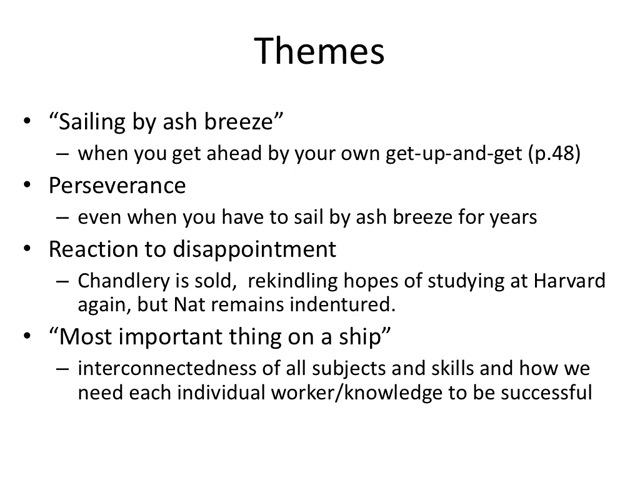 Themes
• “Sailing by ash breeze”
– when you get ahead by your own get-up-and-get (p.48)
• Perseverance
– even when you have to sail by ash breeze for years
• Reaction to disappointment
– Chandlery is sold,  rekindling hopes of studying at Harvard
again, but Nat remains indentured.
• “Most important thing on a ship”
– interconnectedness of all subjects and skills and how we
need each individual worker/knowledge to be successful